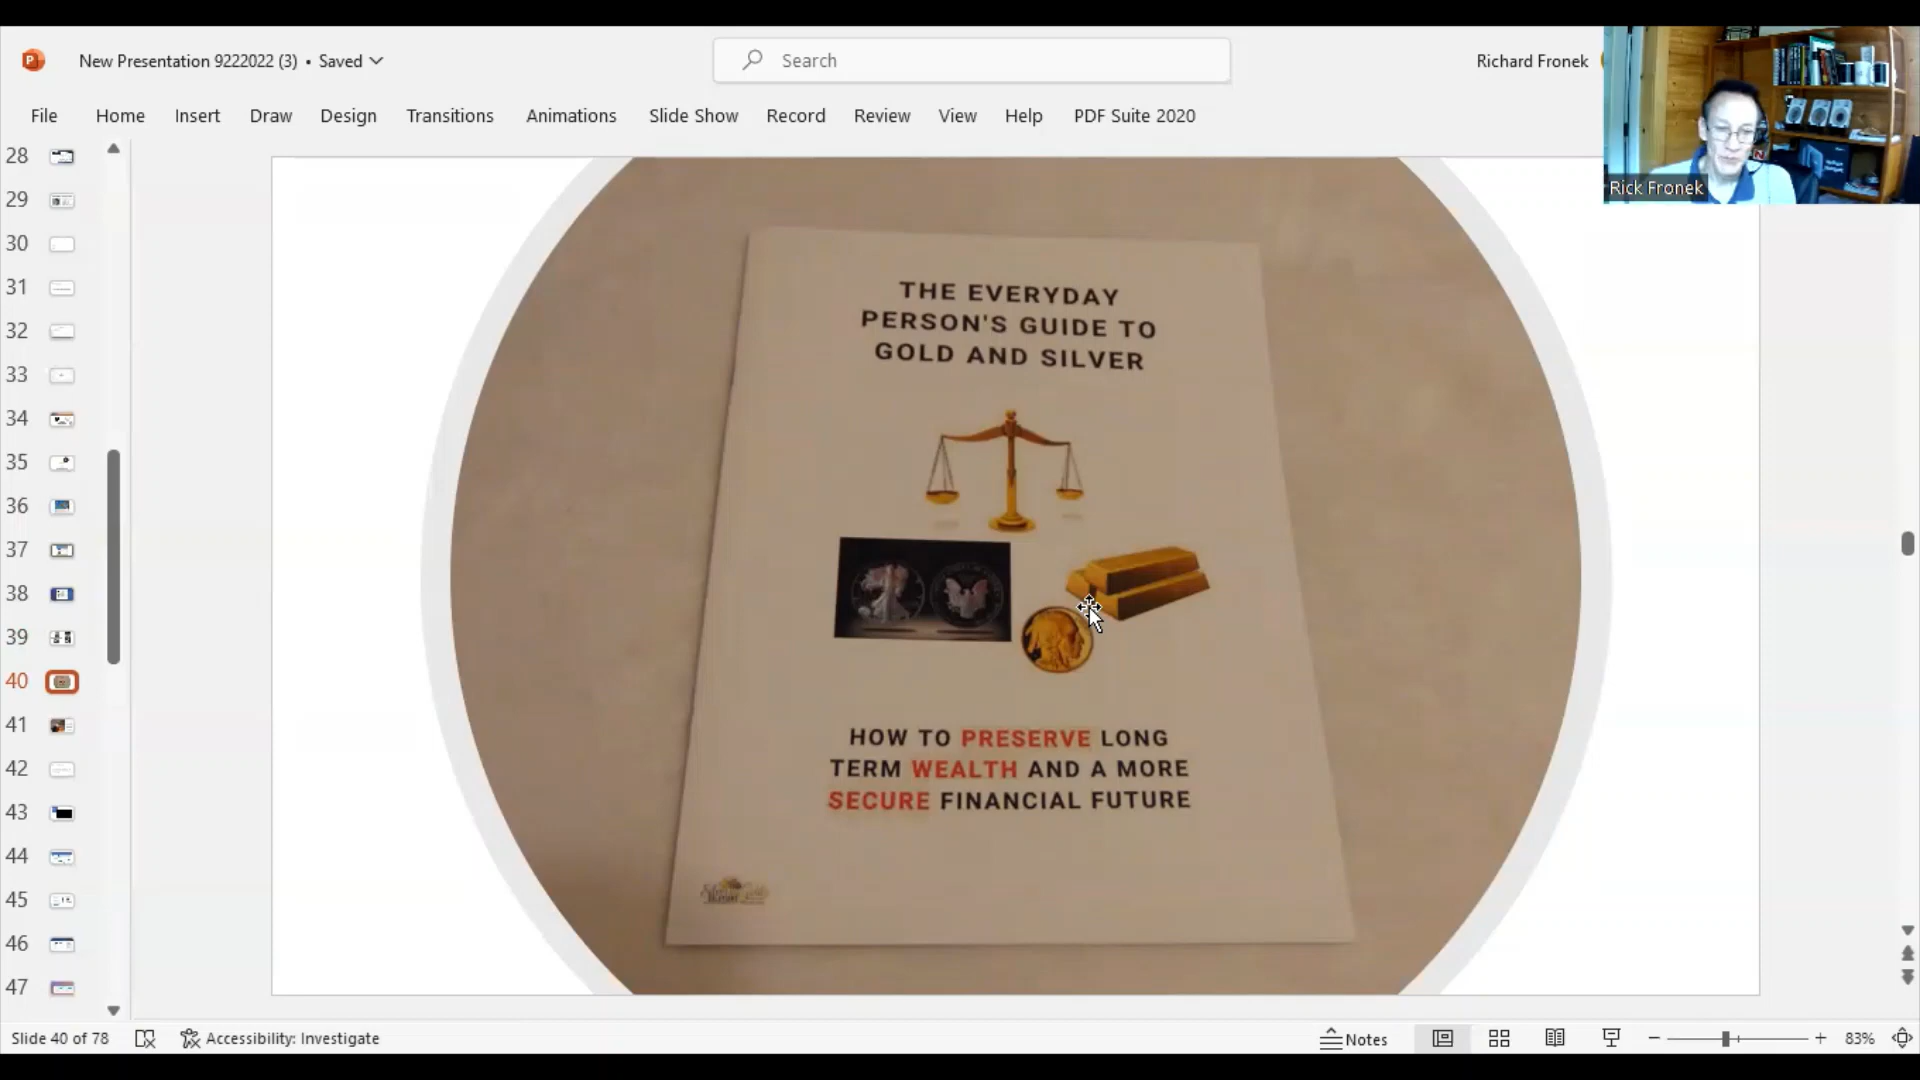 New Presentation 9222022 (3) • Saved
Search
Richard Fronek
File Home Insert Draw Design Transitions Animations Slide Show Record Review View Help PDF Suite 2020
Rick Fronek
28
29
30
31
32
33
34
35
36
37
38
39
40
41
42
43
44
45
46
47
THE EVERYDAY
PERSON'S GUIDE TO
GOLD AND SILVER
HOW TO PRESERVE LONG
TERM WEALTH AND A MORE
SECURE FINANCIAL FUTURE
Slide 40 of 78 Accessibility: Investigate Notes 83%